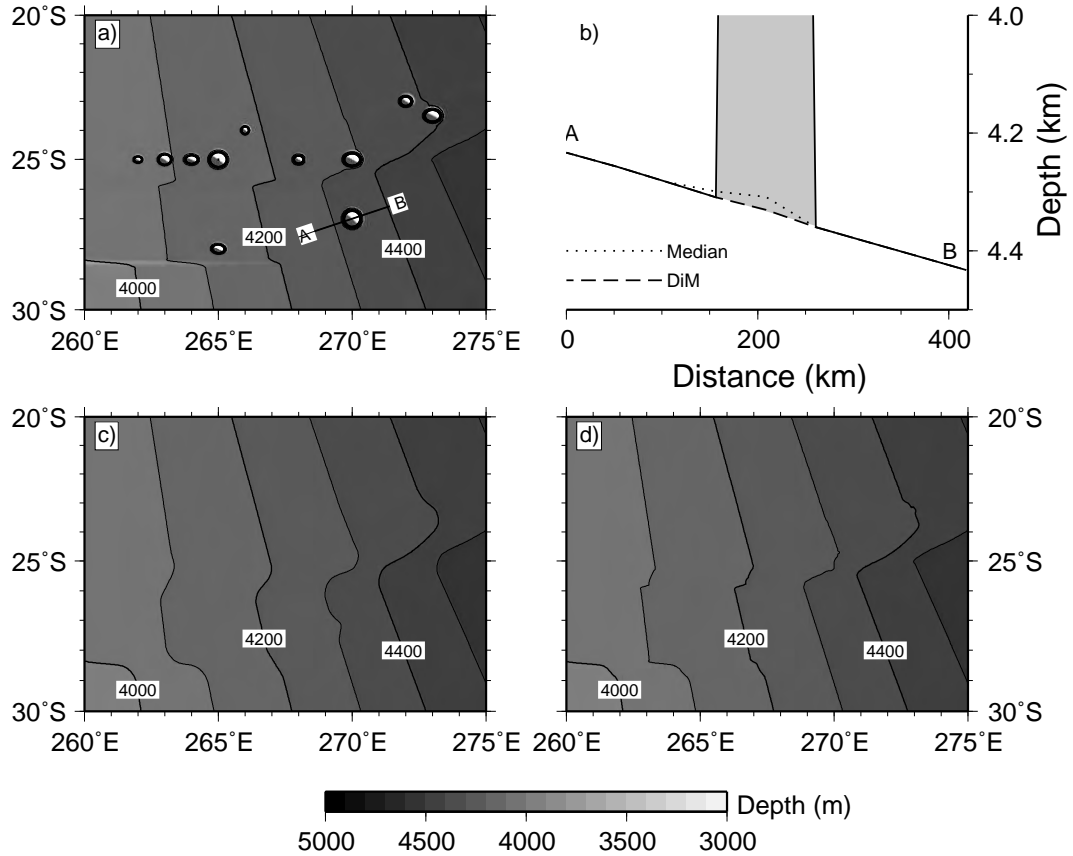 20˚S
25˚S
30˚S
260˚E
265˚E
270˚E
275˚E
a)
A
B
4200
4400
4000
b)
A
B
Median
DiM
4.0
4.2
4.4
Depth (km)
0
200
400
Distance (km)
20˚S
25˚S
30˚S
260˚E
265˚E
270˚E
275˚E
c)
4200
4400
4000
d)
4200
4400
4000
20˚S
25˚S
30˚S
260˚E
265˚E
270˚E
275˚E
Depth (m)
5000
4500
4000
3500
3000